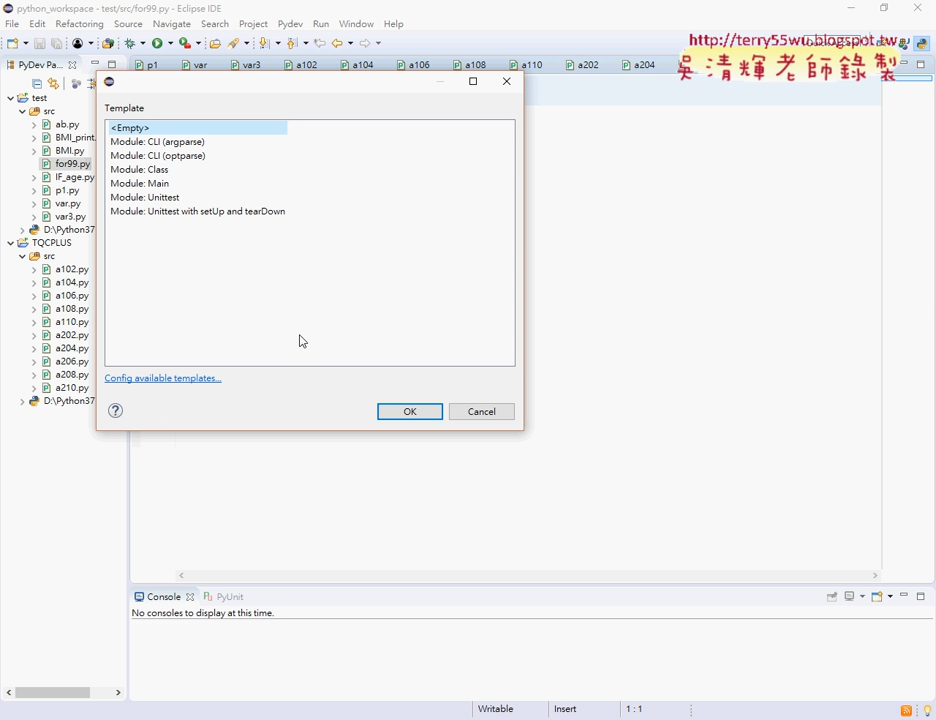 python_workspace - test/src/for99.py - Eclipse IDE
File Edit Refactoring Source Navigate Search Project Pydev Run Window Help
http://terry55wu.blogspot.tw
吳清輝老師錄製
PyDev Pa...
p1 var var3 a102 a104 a106 a108 a110 a202 a204
test
src
ab.py
BMI_print.
BMI.py
for99.py
IF_age.py
p1.py
var.py
var3.py
D:\Python37
TQCPLUS
src
a102.py
a104.py
a106.py
a108.py
a110.py
a202.py
a204.py
a206.py
a208.py
a210.py
D:\Python37
Template
<Empty>
Module: CLI (argparse)
Module: CLI (optparse)
Module: Class
Module: Main
Module: Unittest
Module: Unittest with setUp and tearDown
Config available templates...
OK Cancel
Console PyUnit
No consoles to display at this time.
Writable Insert 1 : 1